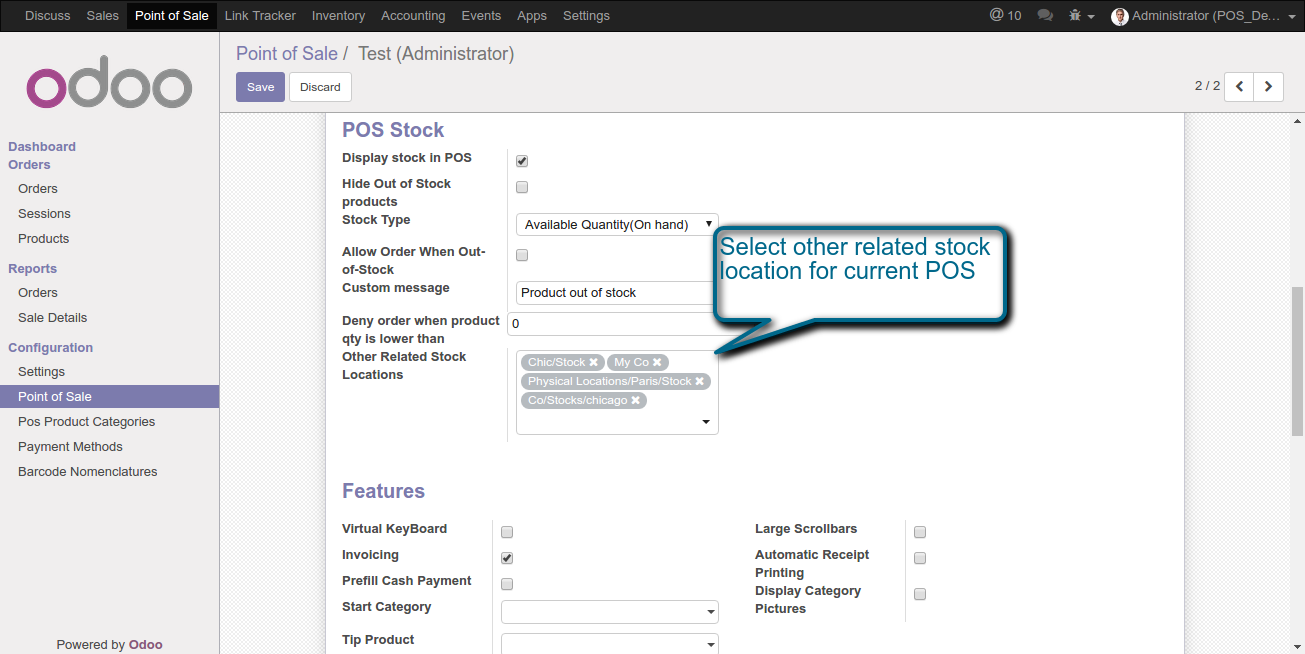 Discuss Sales Point of Sale Link Tracker Inventory Accounting Events Apps Settings @ 10 Administrator (POS_De...
odoo
Point of Sale / Test (Administrator)
Save Discard
2 / 2
Dashboard
Orders
Orders
Sessions
Products
Reports
Orders
Sale Details
Configuration
Settings
Point of Sale
Pos Product Categories
Payment Methods
Barcode Nomenclatures
Powered by Odoo
POS Stock
Display stock in POS
Hide Out of Stock
products
Stock Type
Available Quantity(On hand)
Allow Order When Out-
of-Stock
Custom message
Product out of stock
Deny order when product
qty is lower than
0
Other Related Stock
Locations
Chic/Stock ✖ My Co ✖
Physical Locations/Paris/Stock ✖
Co/Stocks/chicago ✖
Select other related stock
location for current POS
Features
Virtual KeyBoard
Invoicing
Prefill Cash Payment
Start Category
Tip Product
Large Scrollbars
Automatic Receipt
Printing
Display Category
Pictures